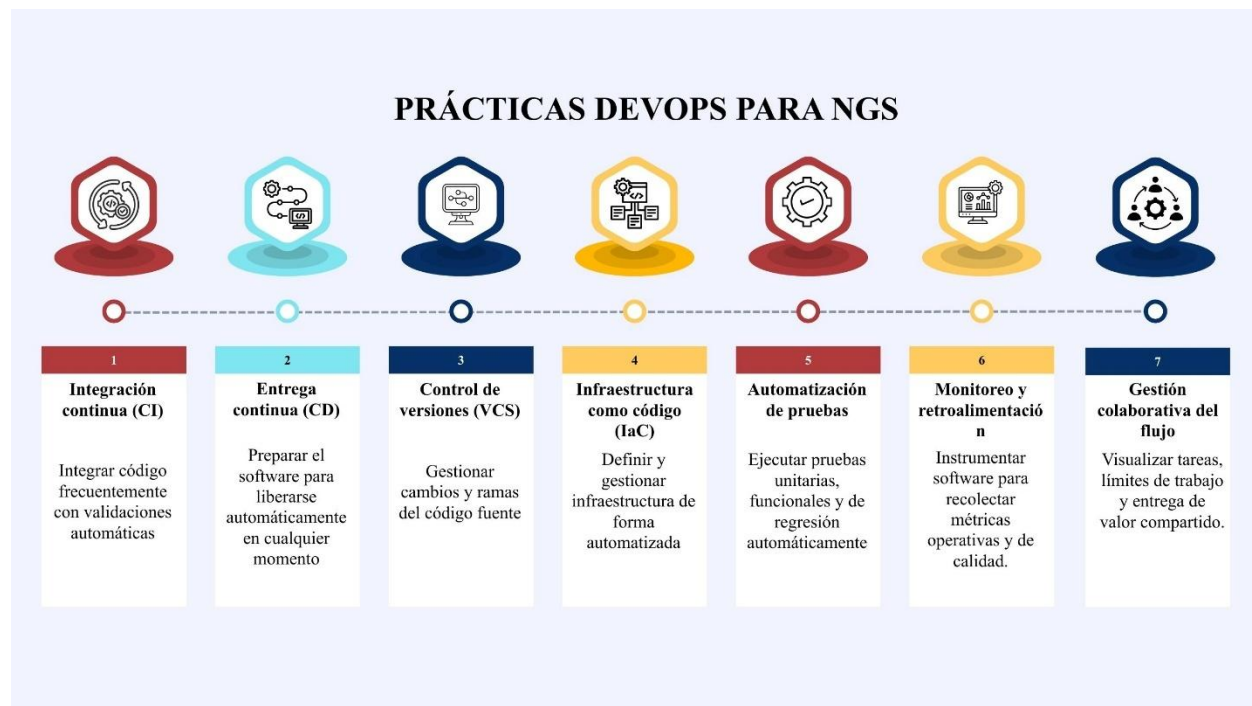 PRÁCTICAS DEVOPS PARA NGS
1
Integración
continua (CI)
Integrar código
frecuentemente
con validaciones
automáticas
2
Entrega
continua (CD)
Preparar el
software para
liberarse
automáticamente
en cualquier
momento
3
Control de
versiones (VCS)
Gestionar
cambios y ramas
del código fuente
4
Infraestructura
como código
(IaC)
Definir y
gestionar
infraestructura de
forma
automatizada
5
Automatización
de pruebas
Ejecutar pruebas
unitarias,
funcionales y de
regresión
automáticamente
6
Monitoreo y
retroalimentació
n
Instrumentar
software para
recolectar
métricas
operativas y de
calidad.
7
Gestión
colaborativa del
flujo
Visualizar tareas,
límites de trabajo
y entrega de
valor compartido.